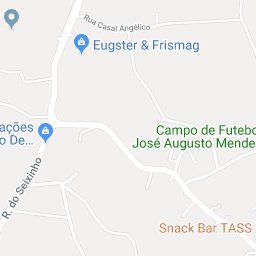 Rua Casal Angélico
Eugster & Frismag
ações
o De...
Campo de Futebo
José Augusto Mende
R. do Seixinho
Snack Bar TASS